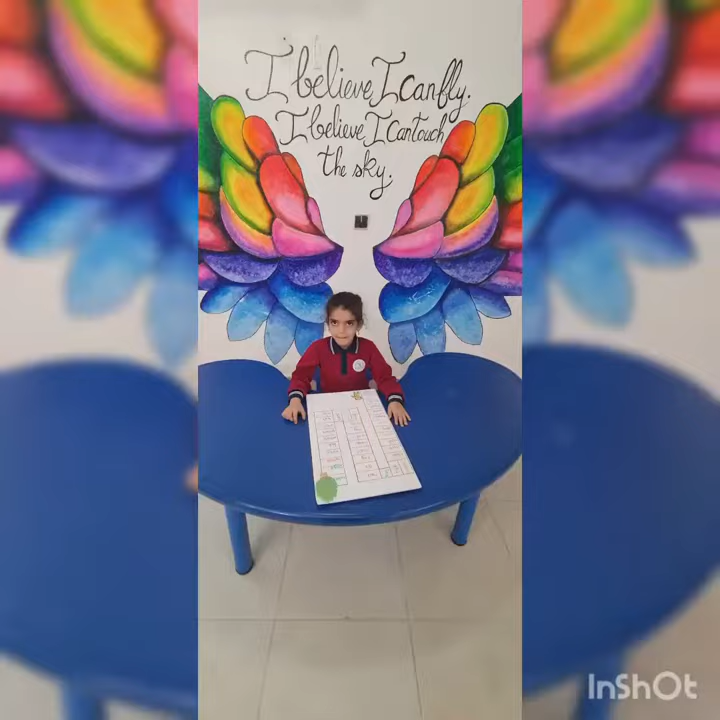 I believe I can fly.
I believe I can touch
the sky.
InShOt